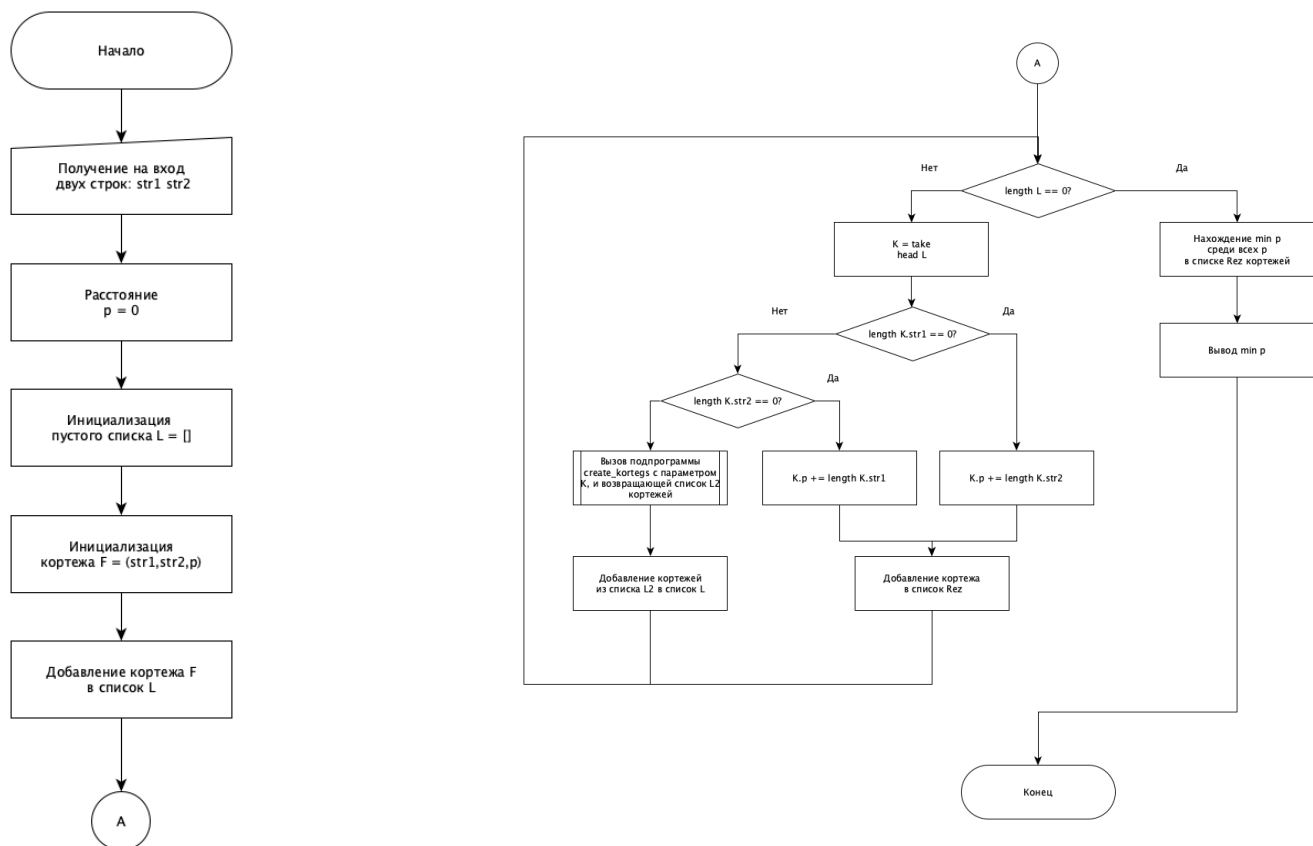 Начало
Получение на вход
двух строк: str1 str2
Расстояние
p = 0
Инициализация
пустого списка L = []
Инициализация
кортежа F = (str1,str2,p)
Добавление кортежа F
в список L
A
A
Нет
Да
length L == 0?
K = take
head L
Нахождение min p
среди всех p
в списке Rez кортежей
Нет
Да
length K.str1 == 0?
Вывод min p
Да
length K.str2 == 0?
Вызов подпрограммы
create_kortegs с параметром
K, и возвращающей список L2
кортежей
K.p += length K.str1
K.p += length K.str2
Добавление кортежей
из списка L2 в список L
Добавление кортежа
в список Rez
Конец